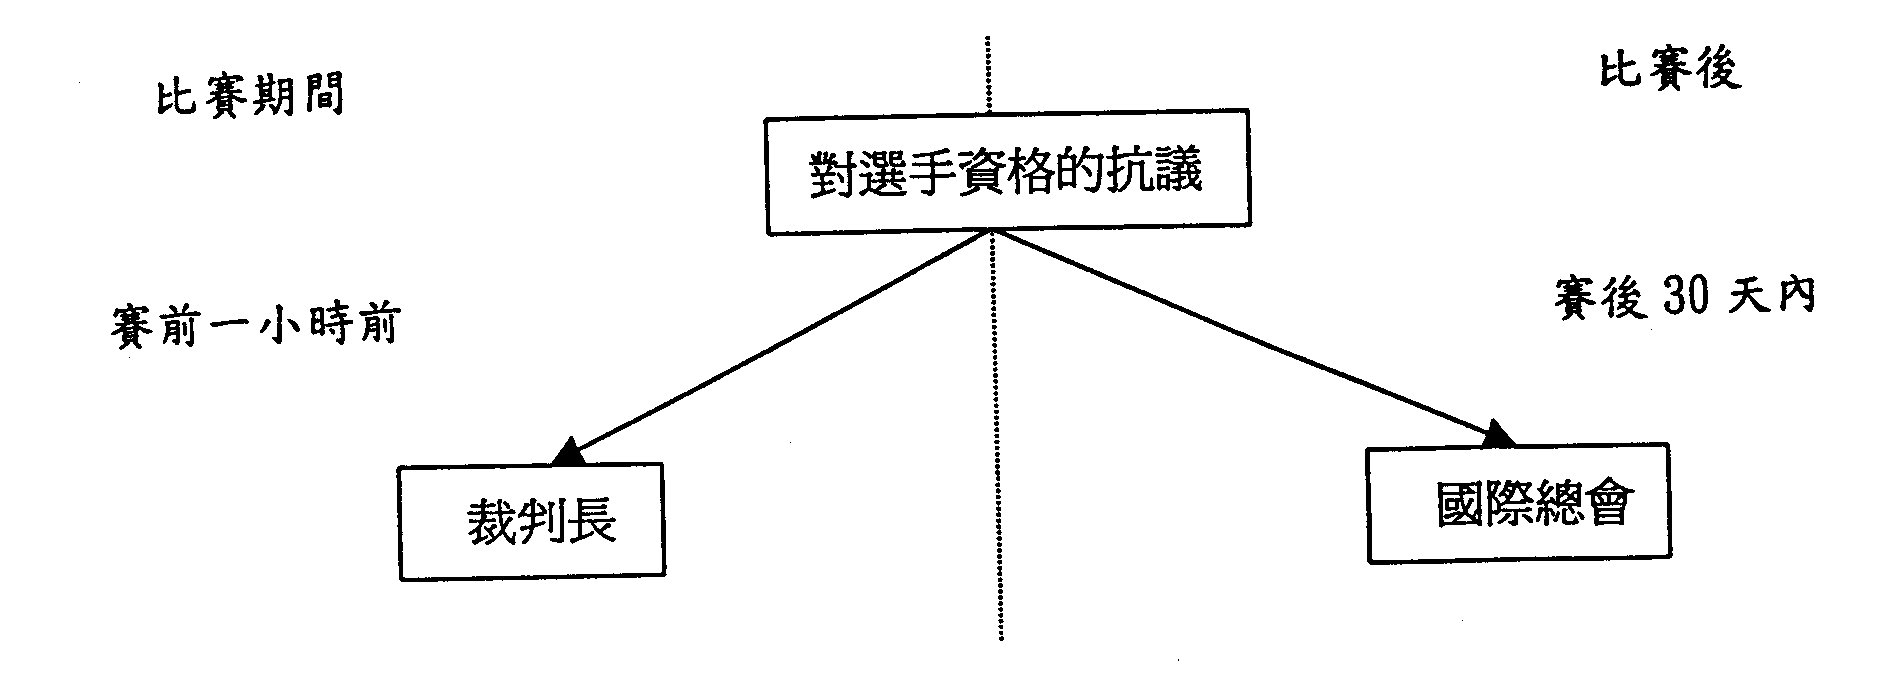 比賽期間
比賽後
對選手資格的抗議
賽前一小時前
賽後 30 天內
裁判長
國際總會